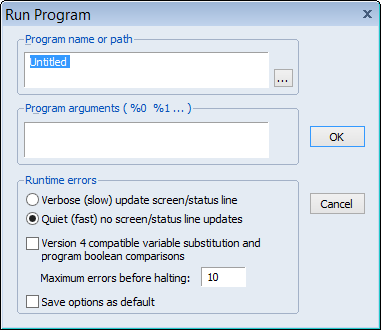 Run Program
Program name or path
Untitled
...
Program arguments ( %0 %1 ... )
OK
Runtime errors
Verbose (slow) update screen/status line
Quiet (fast) no screen/status line updates
Cancel
Version 4 compatible variable substitution and
program boolean comparisons
Maximum errors before halting: 10
Save options as default